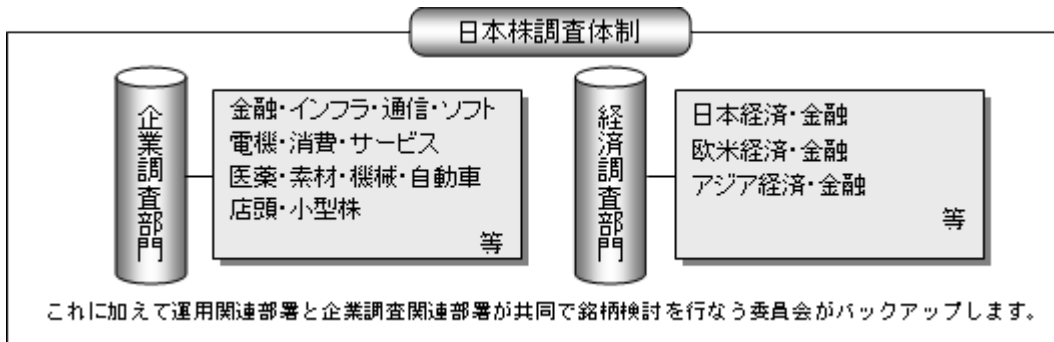 日本株調査体制
企業調査部門
金融・インフラ・通信・ソフト
電機・消費・サービス
医薬・素材・機械・自動車
店頭・小型株
等
経済調査部門
日本経済・金融
欧米経済・金融
アジア経済・金融
等
これに加えて運用関連部署と企業調査関連部署が共同で銘柄検討を行なう委員会がバックアップします。